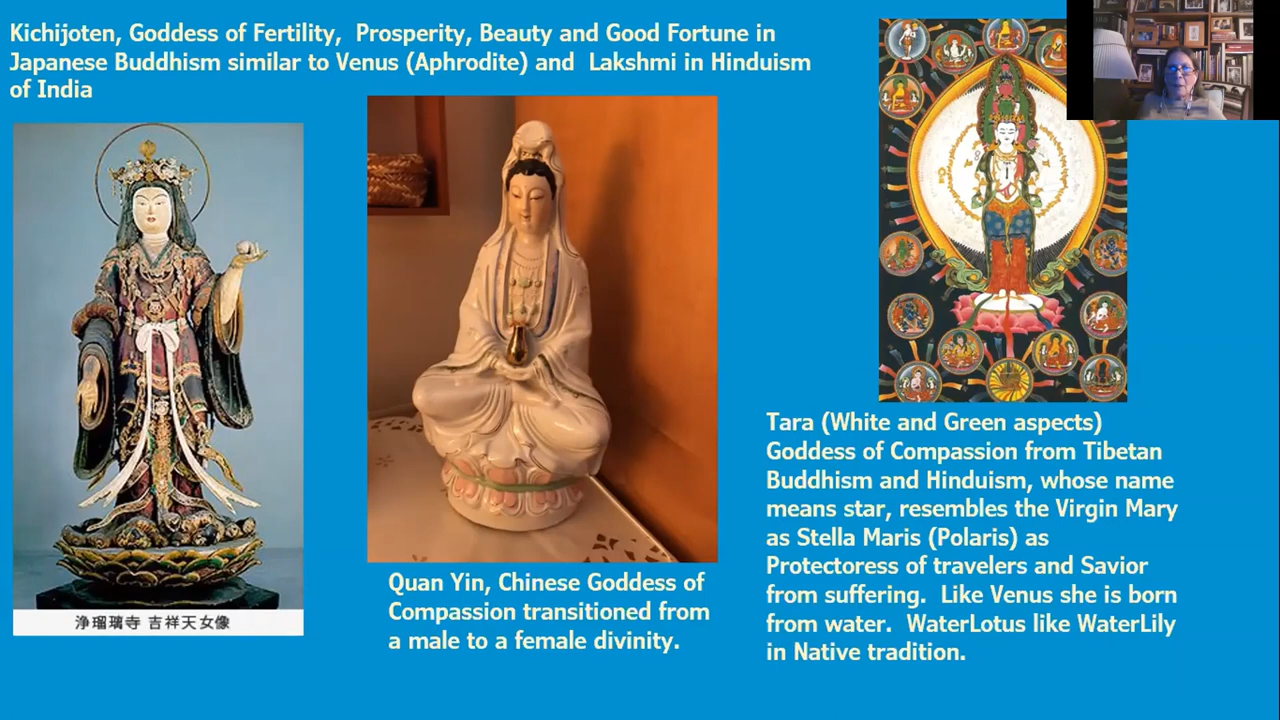 Kichijoten, Goddess of Fertility,  Prosperity, Beauty and Good Fortune in
Japanese Buddhism similar to Venus (Aphrodite) and  Lakshmi in Hinduism
of India
浄瑠璃寺 吉祥天女像
Quan Yin, Chinese Goddess of
Compassion transitioned from
a male to a female divinity.
Tara (White and Green aspects)
Goddess of Compassion from Tibetan
Buddhism and Hinduism, whose name
means star, resembles the Virgin Mary
as Stella Maris (Polaris) as
Protectoress of travelers and Savior
from suffering.  Like Venus she is born
from water.  WaterLotus like WaterLily
in Native tradition.